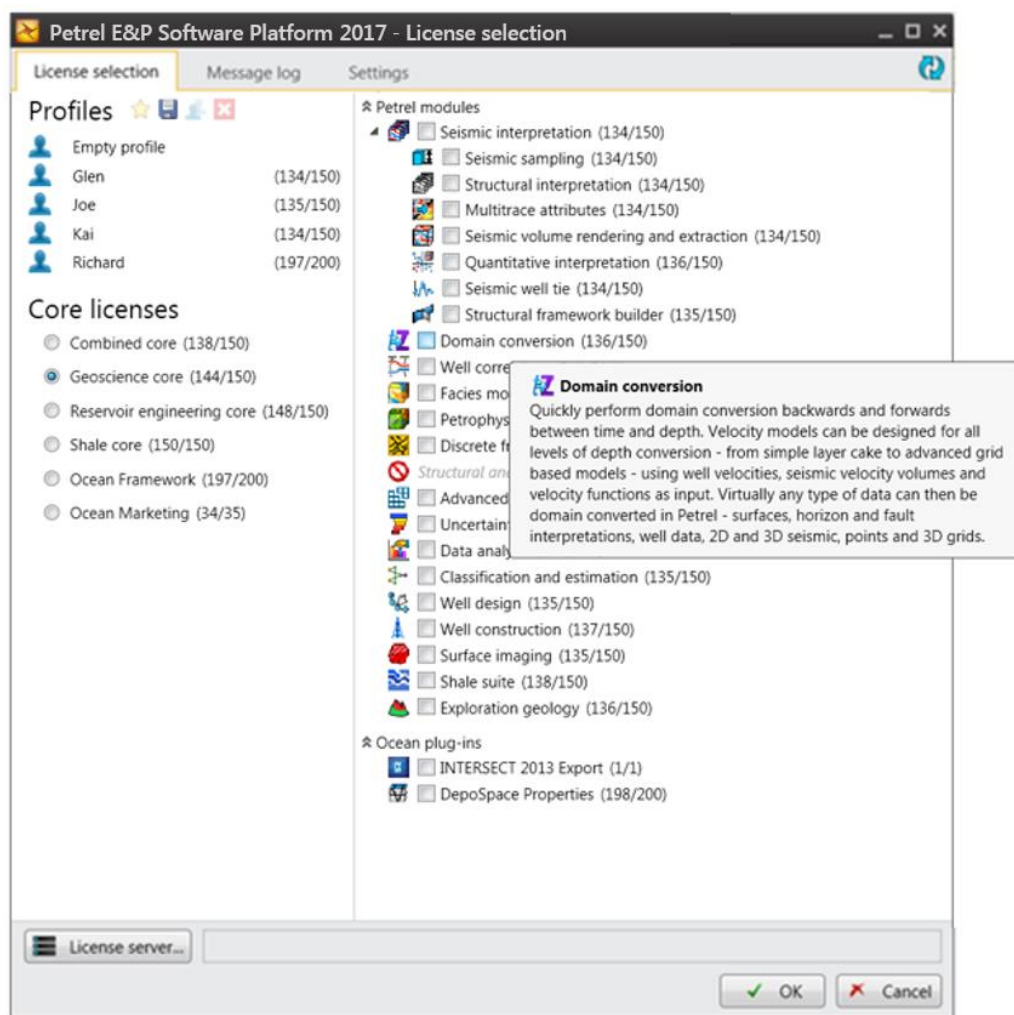 Petrel E&P Software Platform 2017 - License selection
License selection
Message log
Settings
Profiles
Empty profile
Glen (134/150)
Joe (135/150)
Kai (134/150)
Richard (197/200)
Core licenses
Combined core (138/150)
Geoscience core (144/150)
Reservoir engineering core (148/150)
Shale core (150/150)
Ocean Framework (197/200)
Ocean Marketing (34/35)
Petrel modules
Seismic interpretation (134/150)
Seismic sampling (134/150)
Structural interpretation (134/150)
Multitrace attributes (134/150)
Seismic volume rendering and extraction (134/150)
Quantitative interpretation (136/150)
Seismic well tie (134/150)
Structural framework builder (135/150)
Domain conversion (136/150)
Well corre
Facies mo
Petrophys
Discrete f
Structural an
Advanced
Uncertain
Data analy
Domain conversion
Quickly perform domain conversion backwards and forwards
between time and depth. Velocity models can be designed for all
levels of depth conversion - from simple layer cake to advanced grid
based models - using well velocities, seismic velocity volumes and
velocity functions as input. Virtually any type of data can then be
domain converted in Petrel - surfaces, horizon and fault
interpretations, well data, 2D and 3D seismic, points and 3D grids.
Classification and estimation (135/150)
Well design (135/150)
Well construction (137/150)
Surface imaging (135/150)
Shale suite (138/150)
Exploration geology (136/150)
Ocean plug-ins
INTERSECT 2013 Export (1/1)
DepoSpace Properties (198/200)
License server...
OK
Cancel